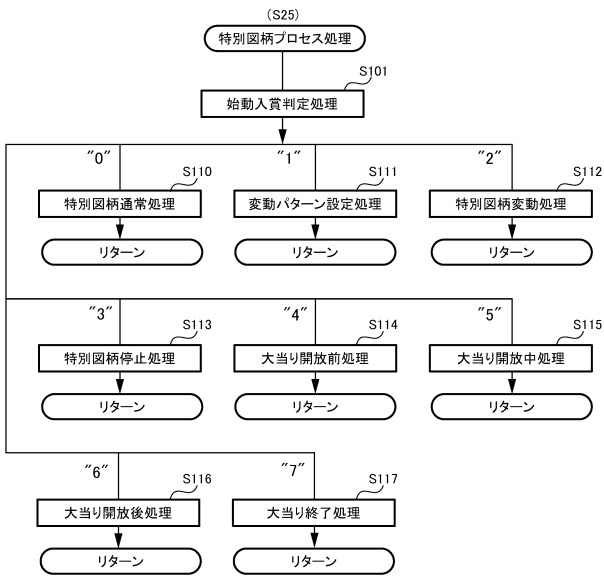 (S25)
特別図柄プロセス処理
S101
始動入賞判定処理
"0"
"1"
"2"
S110
S111
S112
特別図柄通常処理
変動パターン設定処理
特別図柄変動処理
リターン
リターン
リターン
"3"
"4"
"5"
S113
S114
S115
特別図柄停止処理
大当り開放前処理
大当り開放中処理
リターン
リターン
リターン
"6"
"7"
S116
S117
大当り開放後処理
大当り終了処理
リターン
リターン